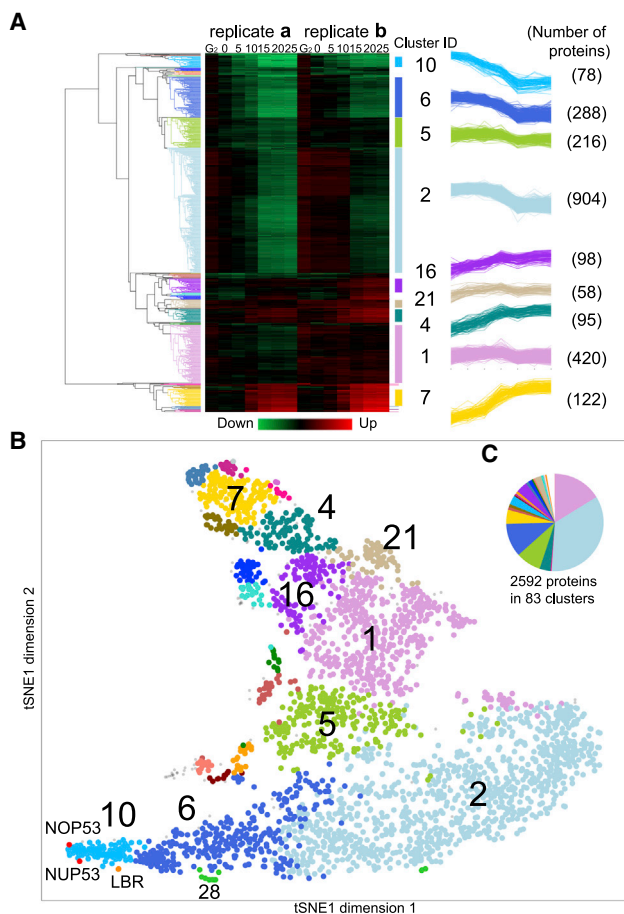 A
replicate a replicate b
G2 0 5 10 15 20 25 G2 0 5 10 15 20 25
Cluster ID
(Number of proteins)
10 (78)
6 (288)
5 (216)
2 (904)
16 (98)
21 (58)
4 (95)
1 (420)
7 (122)
Down Up
B
C
7
4
21
16
1
5
2
6
10
NOP53
NUP53
LBR
28
2592 proteins
in 83 clusters
tSNE1 dimension 2
tSNE1 dimension 1